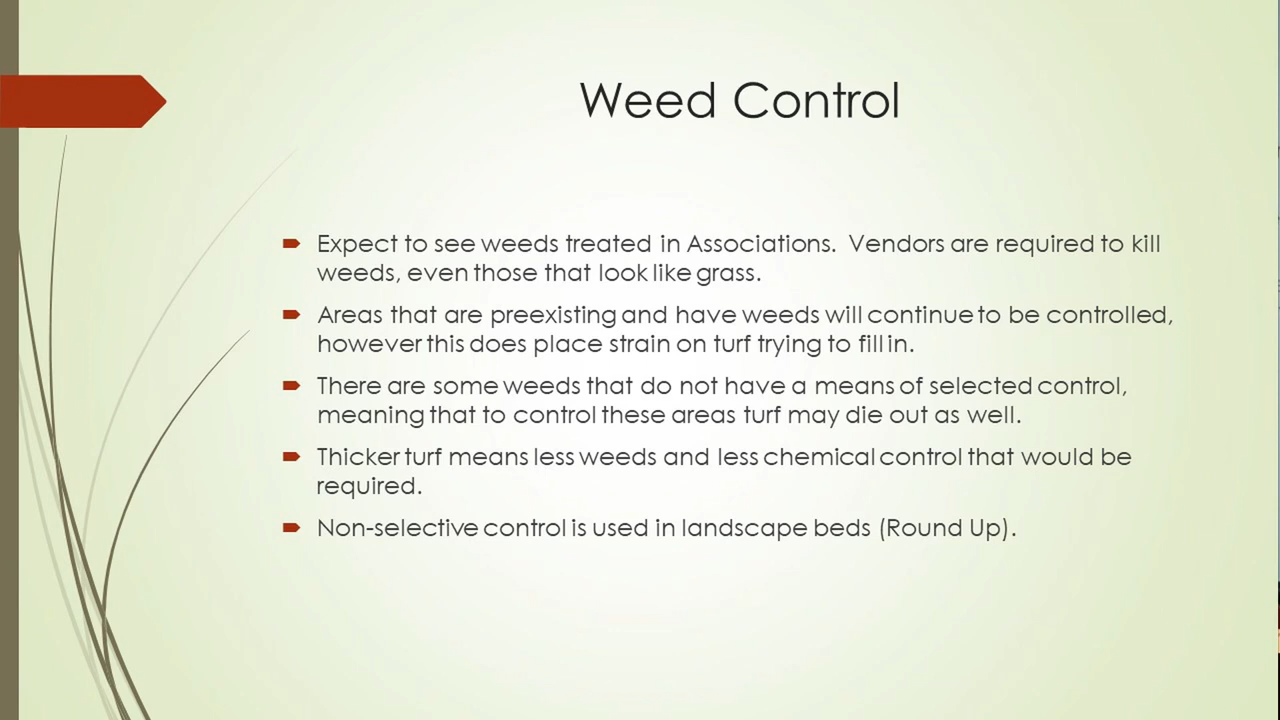 Weed Control
Expect to see weeds treated in Associations.  Vendors are required to kill
weeds, even those that look like grass.
Areas that are preexisting and have weeds will continue to be controlled,
however this does place strain on turf trying to fill in.
There are some weeds that do not have a means of selected control,
meaning that to control these areas turf may die out as well.
Thicker turf means less weeds and less chemical control that would be
required.
Non-selective control is used in landscape beds (Round Up).